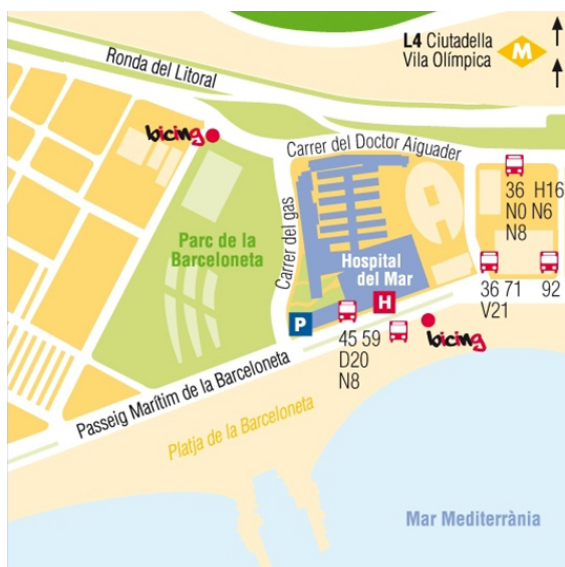 L4 Ciutadella
Vila Olímpica
M
Ronda del Litoral
bicing
Carrer del Doctor Aiguader
36 H16
N0 N6
N8
Carrer del gas
Parc de la
Barceloneta
Hospital
del Mar
36 71
V21
92
H
P
45 59
D20
N8
bicing
Passeig Marítim de la Barceloneta
Platja de la Barceloneta
Mar Mediterrània